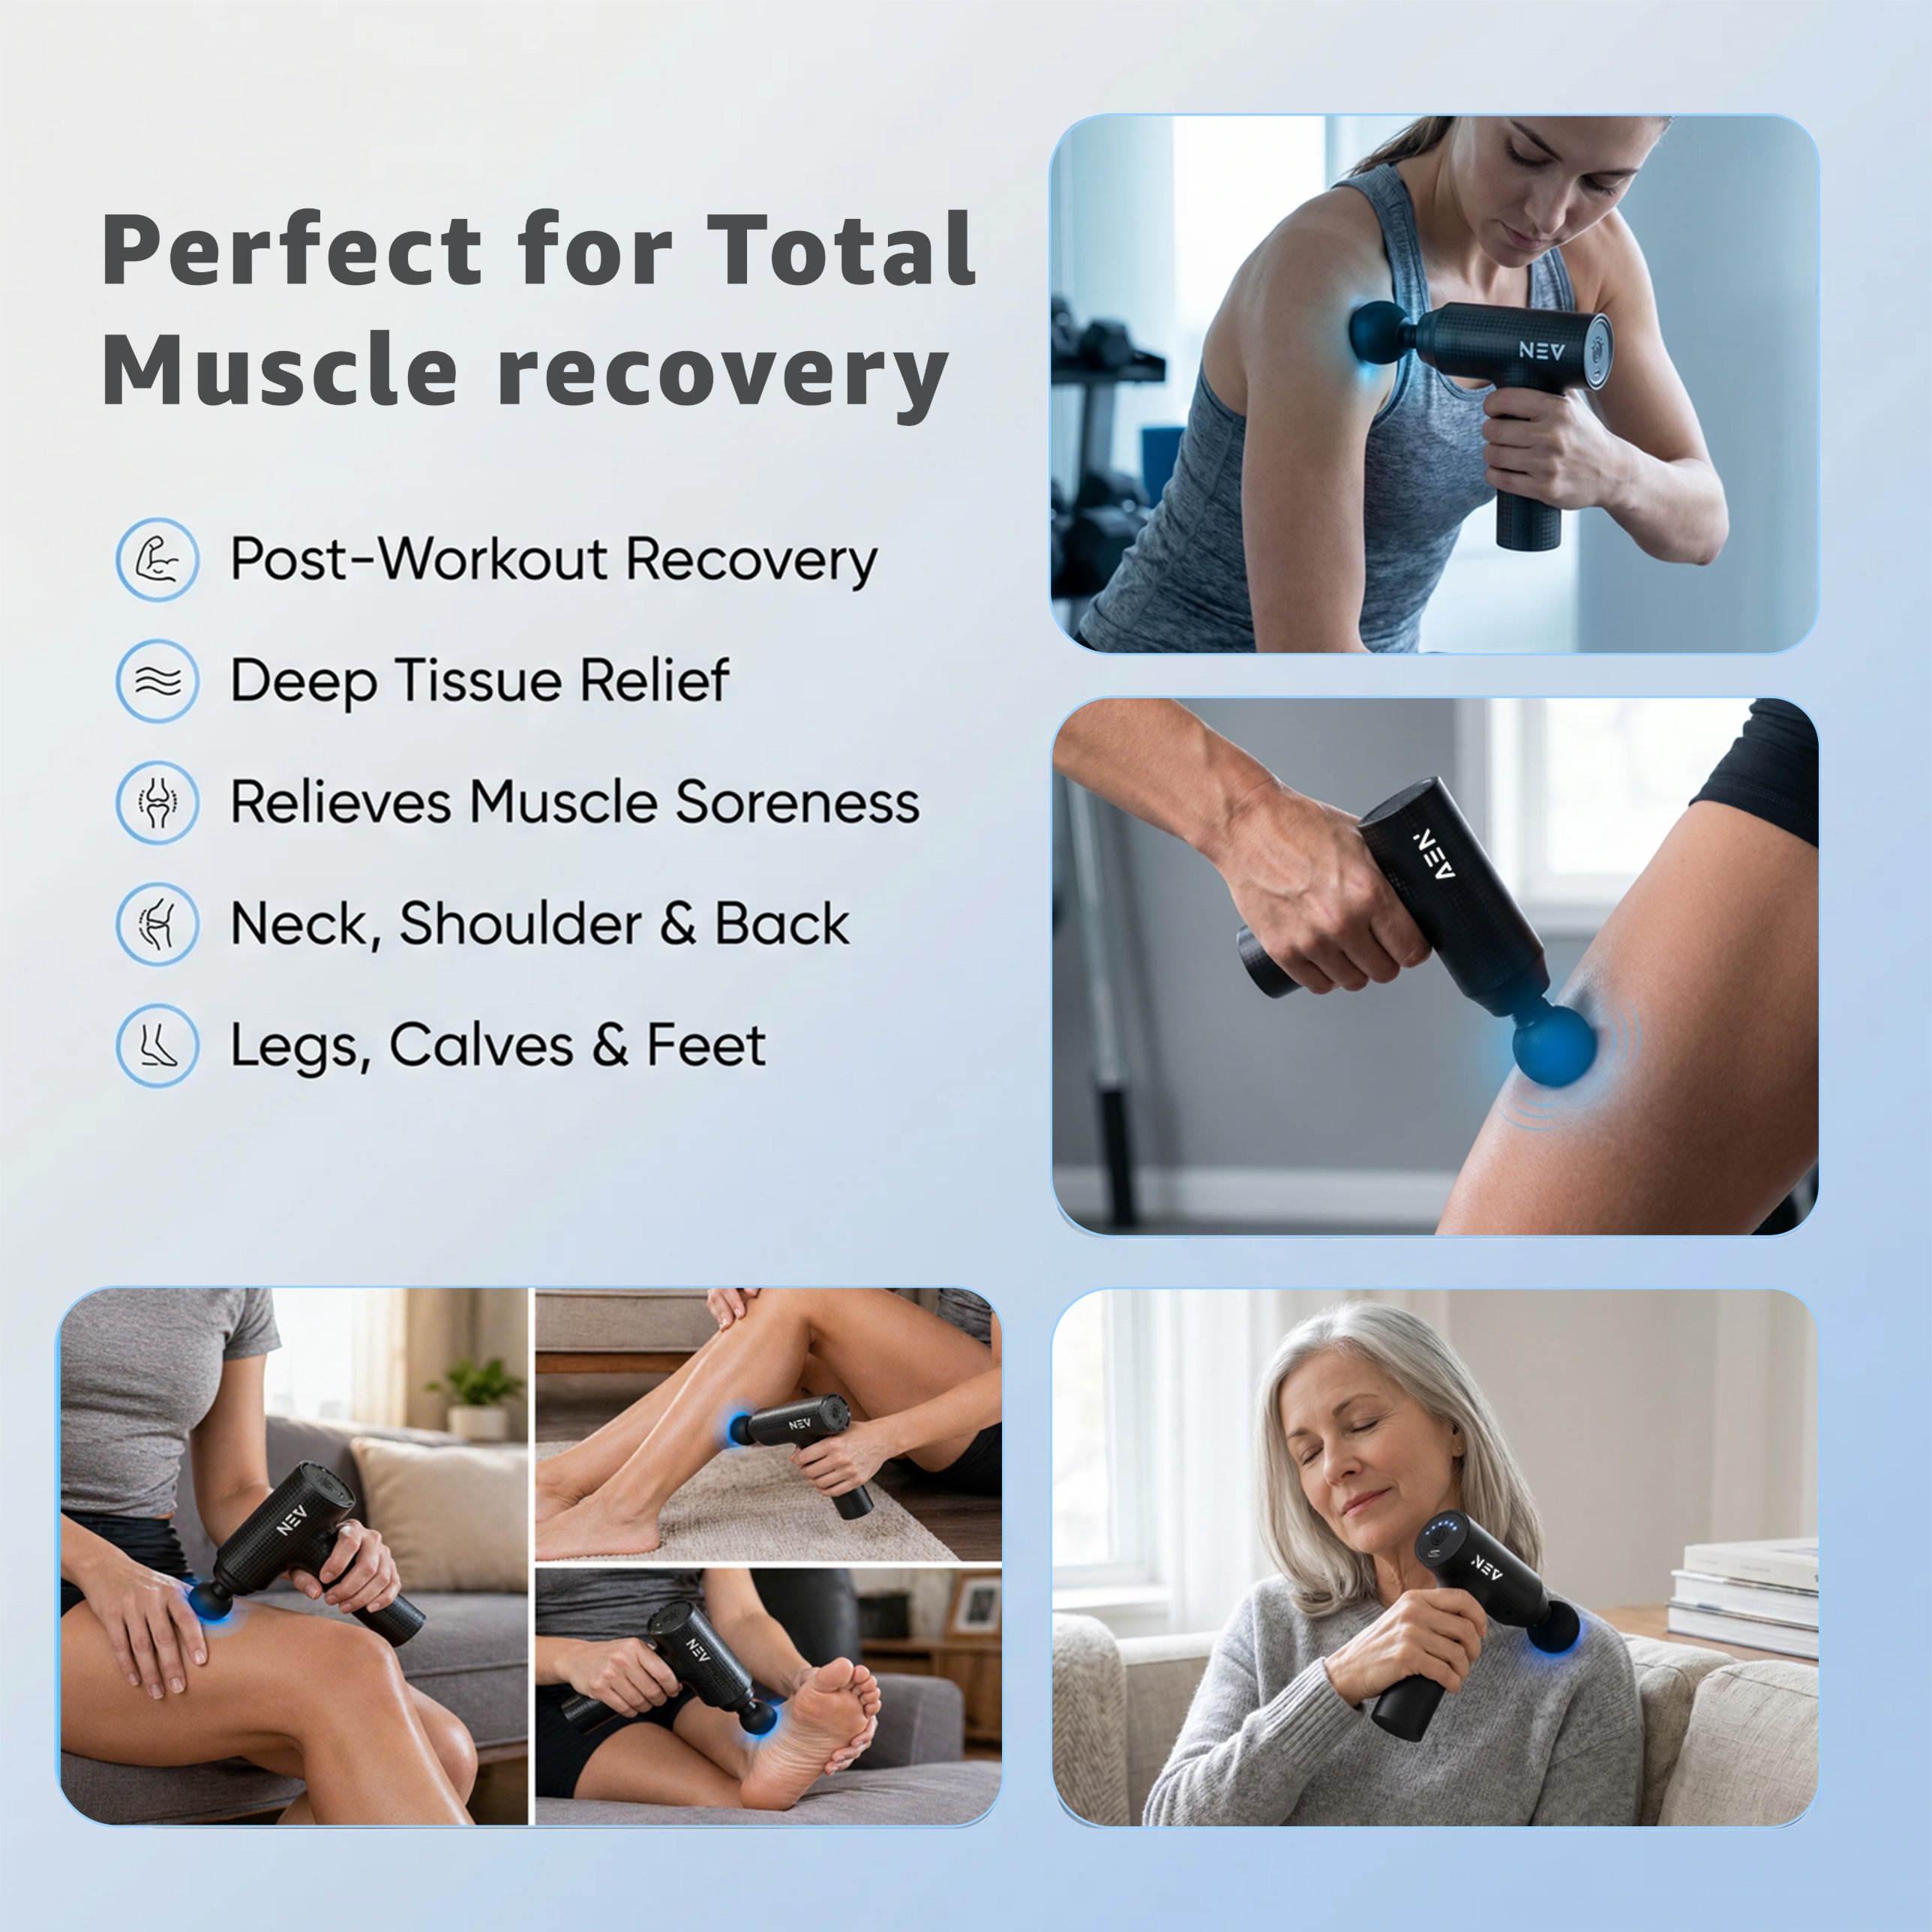 Perfect for Total
Muscle recovery
Post-Workout Recovery
Deep Tissue Relief
Relieves Muscle Soreness
Neck, Shoulder & Back
Legs, Calves & Feet
NEV
NEV
NEV
NEV
NEV
NEV